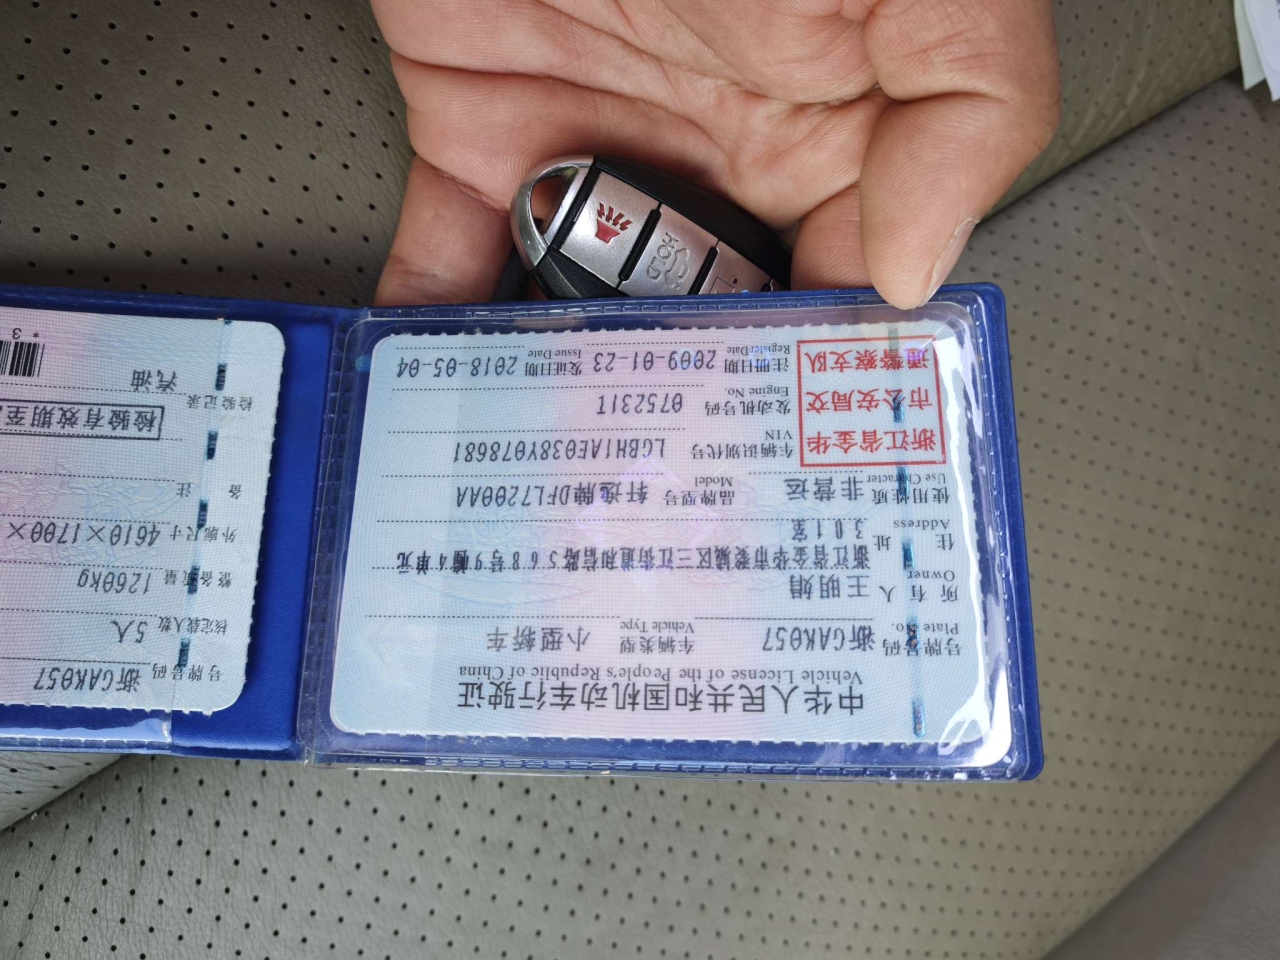 中华人民共和国机动车行驶证
Vehicle License of the People's Republic of China
号牌号码 浙GAK057 车辆类型 小型轿车
Plate No. Vehicle Type
所有人 王明娟
Owner
住址 浙江省金华市婺城区三江街道和信路568号9幢4单元
Address 301室
使用性质 非营运 品牌型号 轩逸牌DFL7200AA
Use Character Model
浙江省金华
市公安局交
通警察支队
车辆识别代号 LGBH1AE038Y078681
VIN
发动机号码 075231T
Engine No.
注册日期 2009-01-23 发证日期 2018-05-04
Register Date Issue Date
号牌号码 浙GAK057
核定载人数 5人
整备质量 1260kg
外廓尺寸 4610×1700×
备注
检验有效期至
检验记录
汽油
*3
HOLD